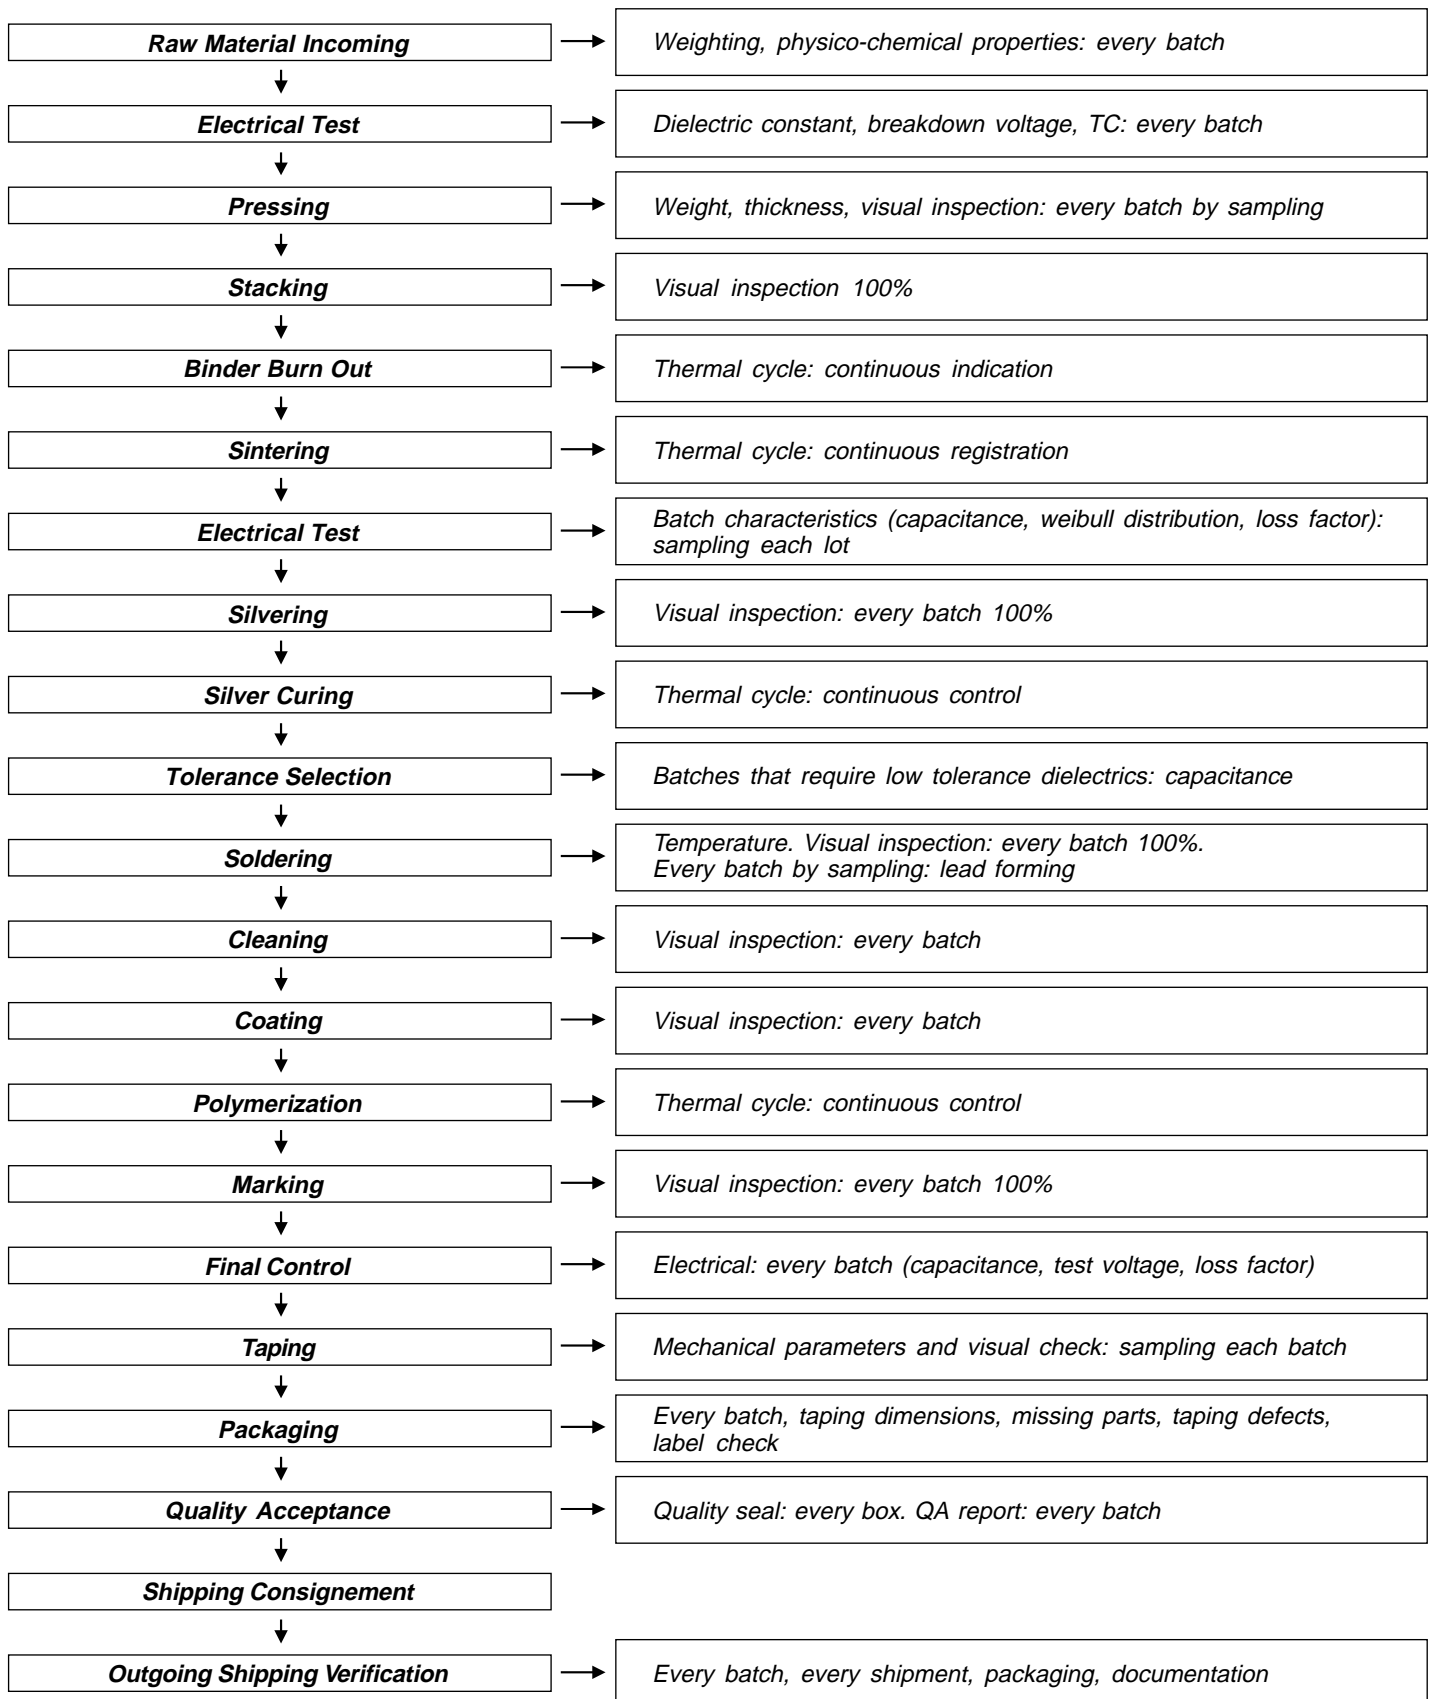 Raw Material Incoming
Weighting, physico-chemical properties: every batch
Electrical Test
Dielectric constant, breakdown voltage, TC: every batch
Pressing
Weight, thickness, visual inspection: every batch by sampling
Stacking
Visual inspection 100%
Binder Burn Out
Thermal cycle: continuous indication
Sintering
Thermal cycle: continuous registration
Electrical Test
Batch characteristics (capacitance, weibull distribution, loss factor):
sampling each lot
Silvering
Visual inspection: every batch 100%
Silver Curing
Thermal cycle: continuous control
Tolerance Selection
Batches that require low tolerance dielectrics: capacitance
Soldering
Temperature. Visual inspection: every batch 100%.
Every batch by sampling: lead forming
Cleaning
Visual inspection: every batch
Coating
Visual inspection: every batch
Polymerization
Thermal cycle: continuous control
Marking
Visual inspection: every batch 100%
Final Control
Electrical: every batch (capacitance, test voltage, loss factor)
Taping
Mechanical parameters and visual check: sampling each batch
Packaging
Every batch, taping dimensions, missing parts, taping defects,
label check
Quality Acceptance
Quality seal: every box. QA report: every batch
Shipping Consignement
Outgoing Shipping Verification
Every batch, every shipment, packaging, documentation